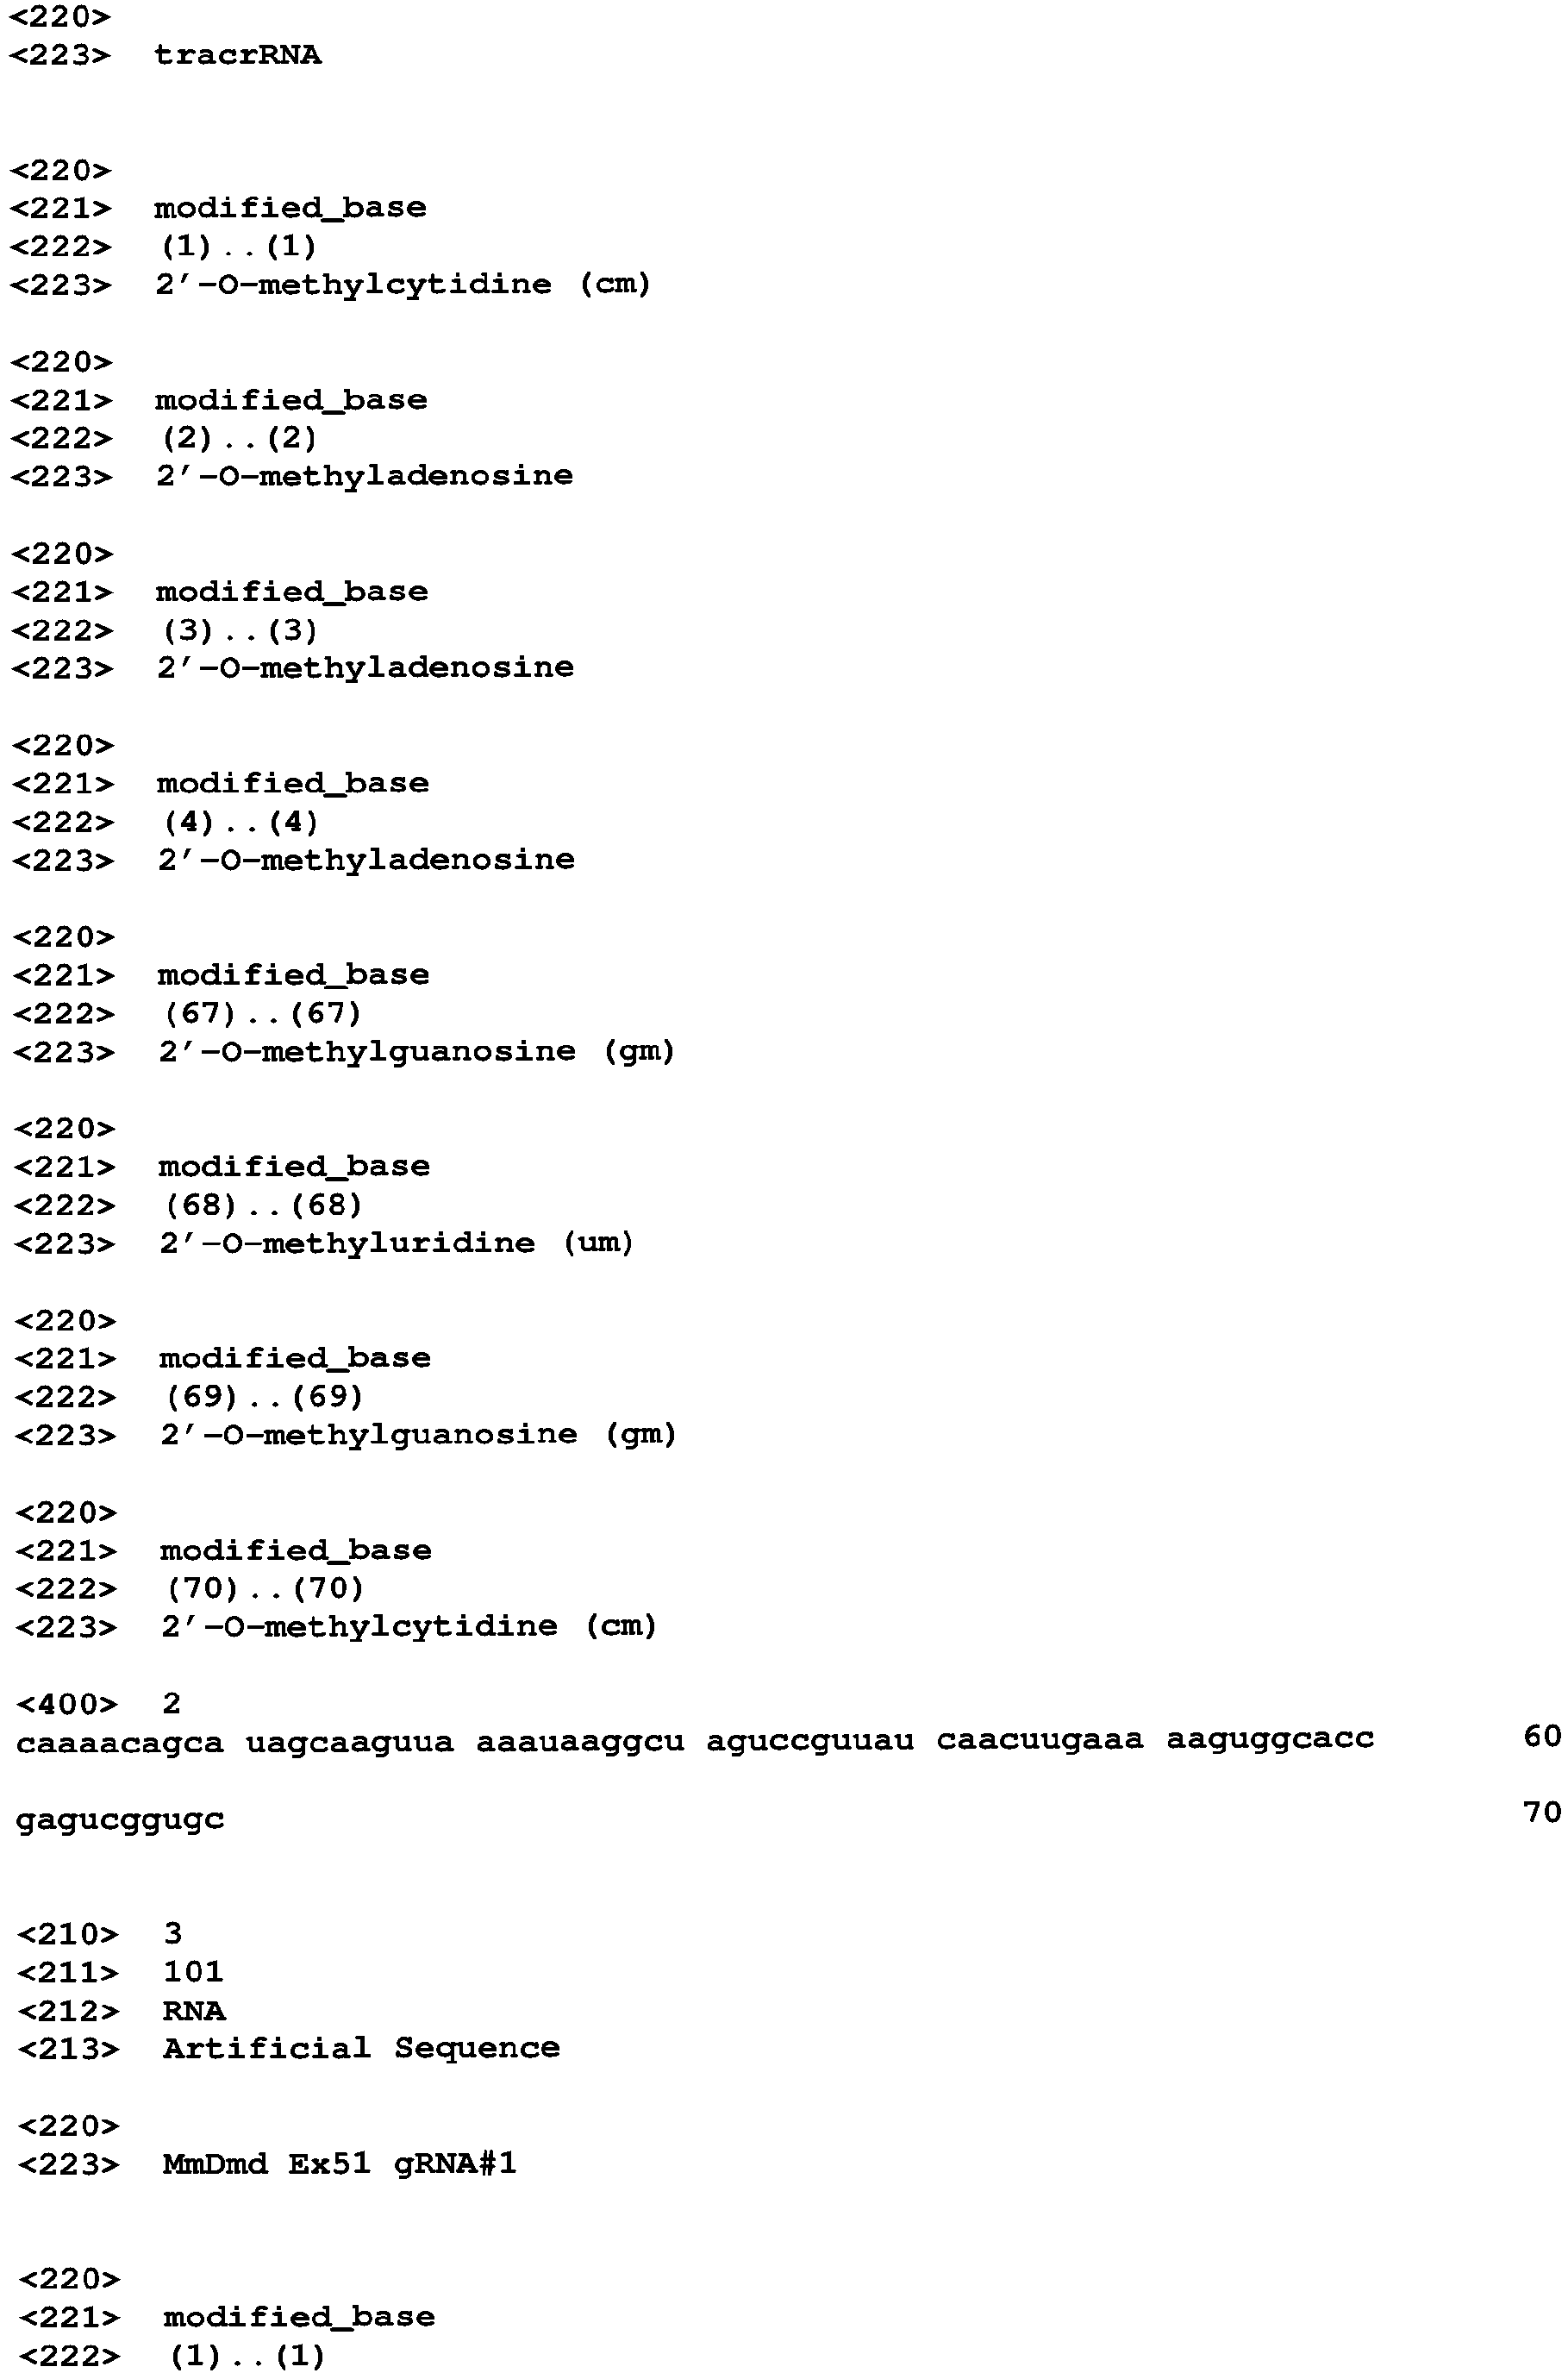 <220>
<223> tracrRNA
<220>
<221> modified_base
<222> (1)..(1)
<223> 2'-O-methylcytidine (cm)
<220>
<221> modified_base
<222> (2)..(2)
<223> 2'-O-methyladenosine
<220>
<221> modified_base
<222> (3)..(3)
<223> 2'-O-methyladenosine
<220>
<221> modified_base
<222> (4)..(4)
<223> 2'-O-methyladenosine
<220>
<221> modified_base
<222> (67)..(67)
<223> 2'-O-methylguanosine (gm)
<220>
<221> modified_base
<222> (68)..(68)
<223> 2'-O-methyluridine (um)
<220>
<221> modified_base
<222> (69)..(69)
<223> 2'-O-methylguanosine (gm)
<220>
<221> modified_base
<222> (70)..(70)
<223> 2'-O-methylcytidine (cm)
<400> 2
caaaacagca uagcaaguua aaauaaggcu aguccguuau caacuugaaa aaguggcacc 60
gagucggugc 70
<210> 3
<211> 101
<212> RNA
<213> Artificial Sequence
<220>
<223> MmDmd Ex51 gRNA#1
<220>
<221> modified_base
<222> (1)..(1)